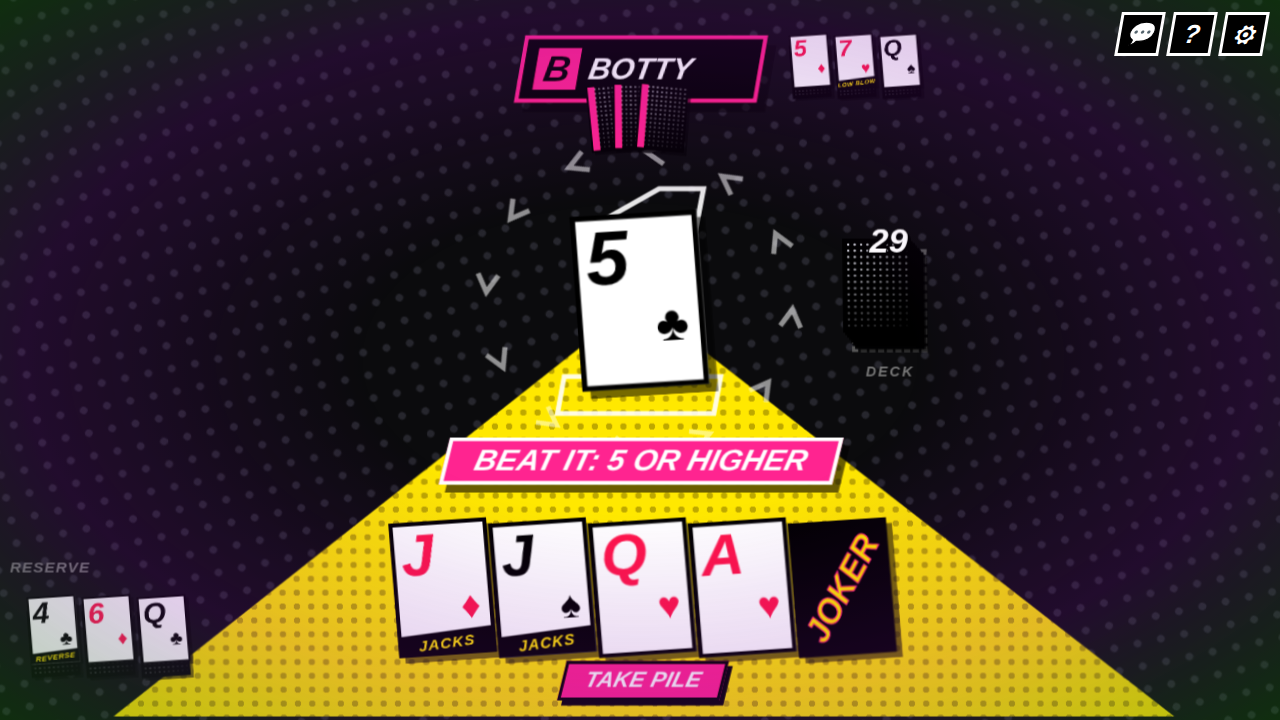 B BOTTY
5
7
LOW BLOW
Q
?
5
29
DECK
BEAT IT: 5 OR HIGHER
RESERVE
4
REVERSE
6
Q
J
JACKS
J
JACKS
Q
A
JOKER
TAKE PILE